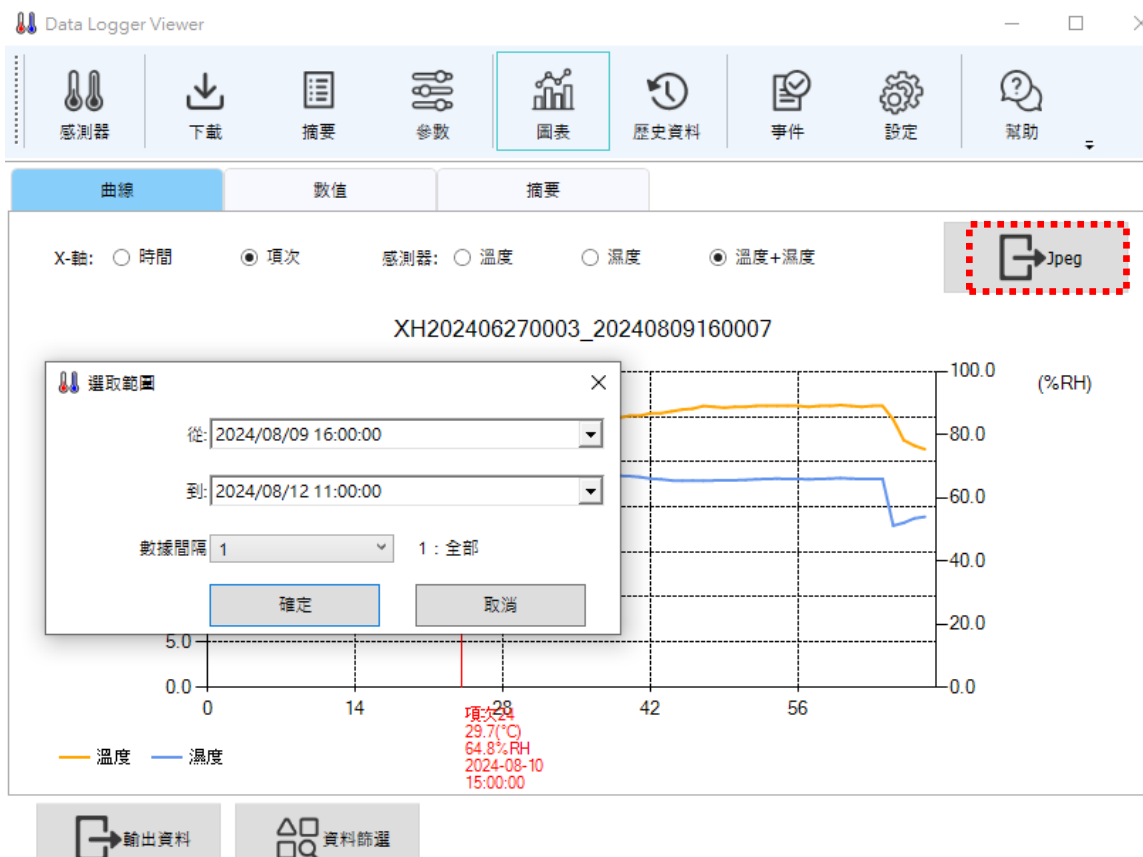 Data Logger Viewer
感測器 下載 摘要 參數 圖表 歷史資料 事件 設定 幫助
曲線 數值 摘要
X-軸: 時間 項次 感測器: 溫度 濕度 溫度+濕度
Jpeg
XH202406270003_20240809160007
選取範圍
從: 2024/08/09 16:00:00
到: 2024/08/12 11:00:00
數據間隔 1 1：全部
確定 取消
100.0 (%RH)
80.0
60.0
40.0
20.0
5.0
0.0 0.0
0 14 28 42 56
項次24
29.7(°C)
64.8%RH
2024-08-10
15:00:00
溫度 濕度
輸出資料 資料篩選